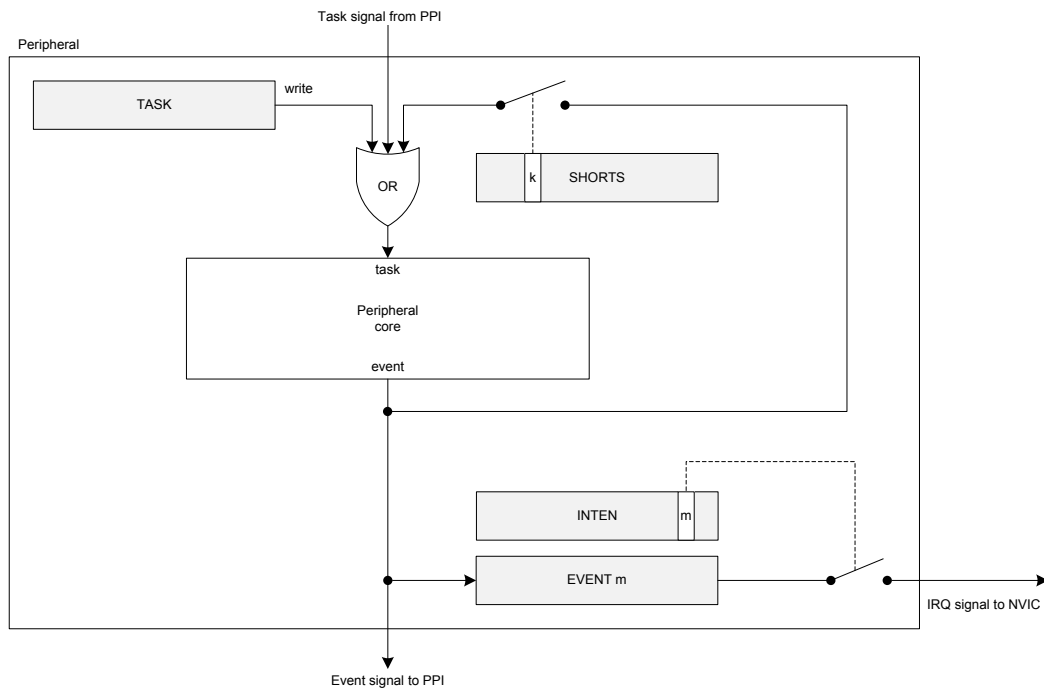 Task signal from PPI
Peripheral
TASK
write
OR
k
SHORTS
task
Peripheral
core
event
INTEN
m
EVENT m
IRQ signal to NVIC
Event signal to PPI